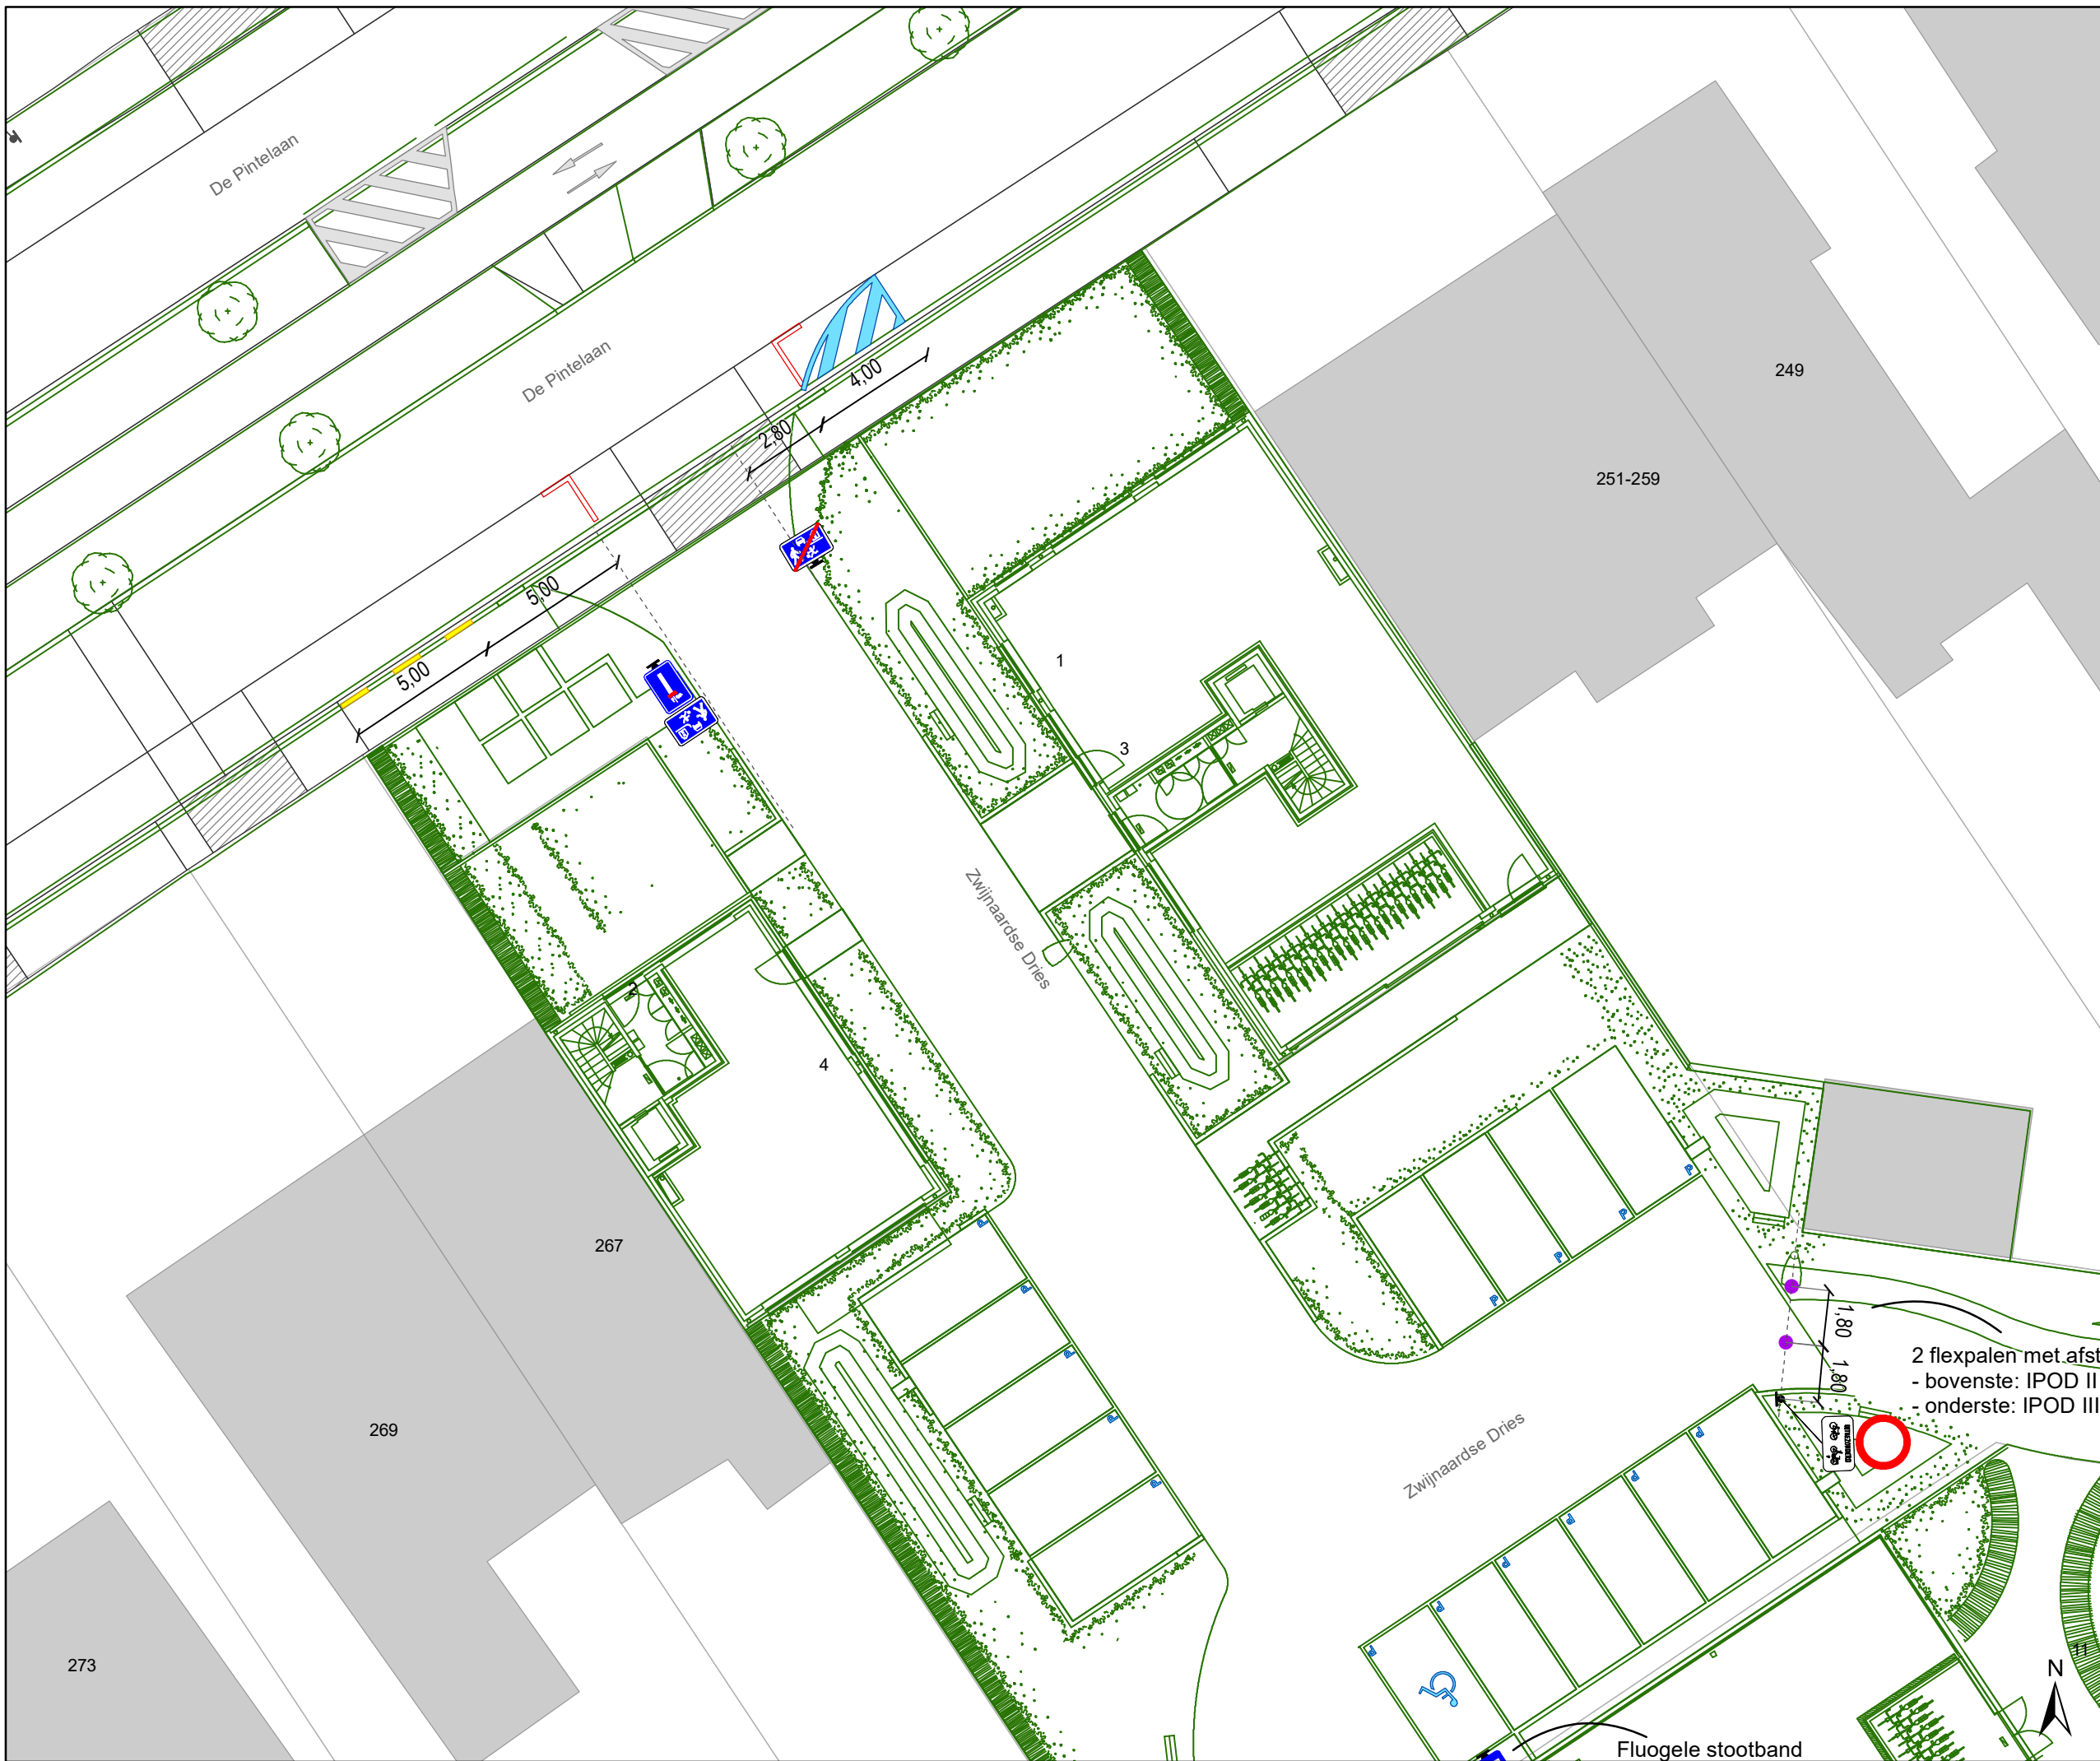 De Pintelaan
De Pintelaan
249
4,00
2,80
251-259
5,00
5,00
1
3
Zwijnaardse Dries
2
4
267
P
P
P
P
P
P
P
P
P
269
1,80
1,80
2 flexpalen met afst
- bovenste: IPOD II
- onderste: IPOD III
Zwijnaardse Dries
P
P
P
P
P
P
273
11
N
Fluogele stootband